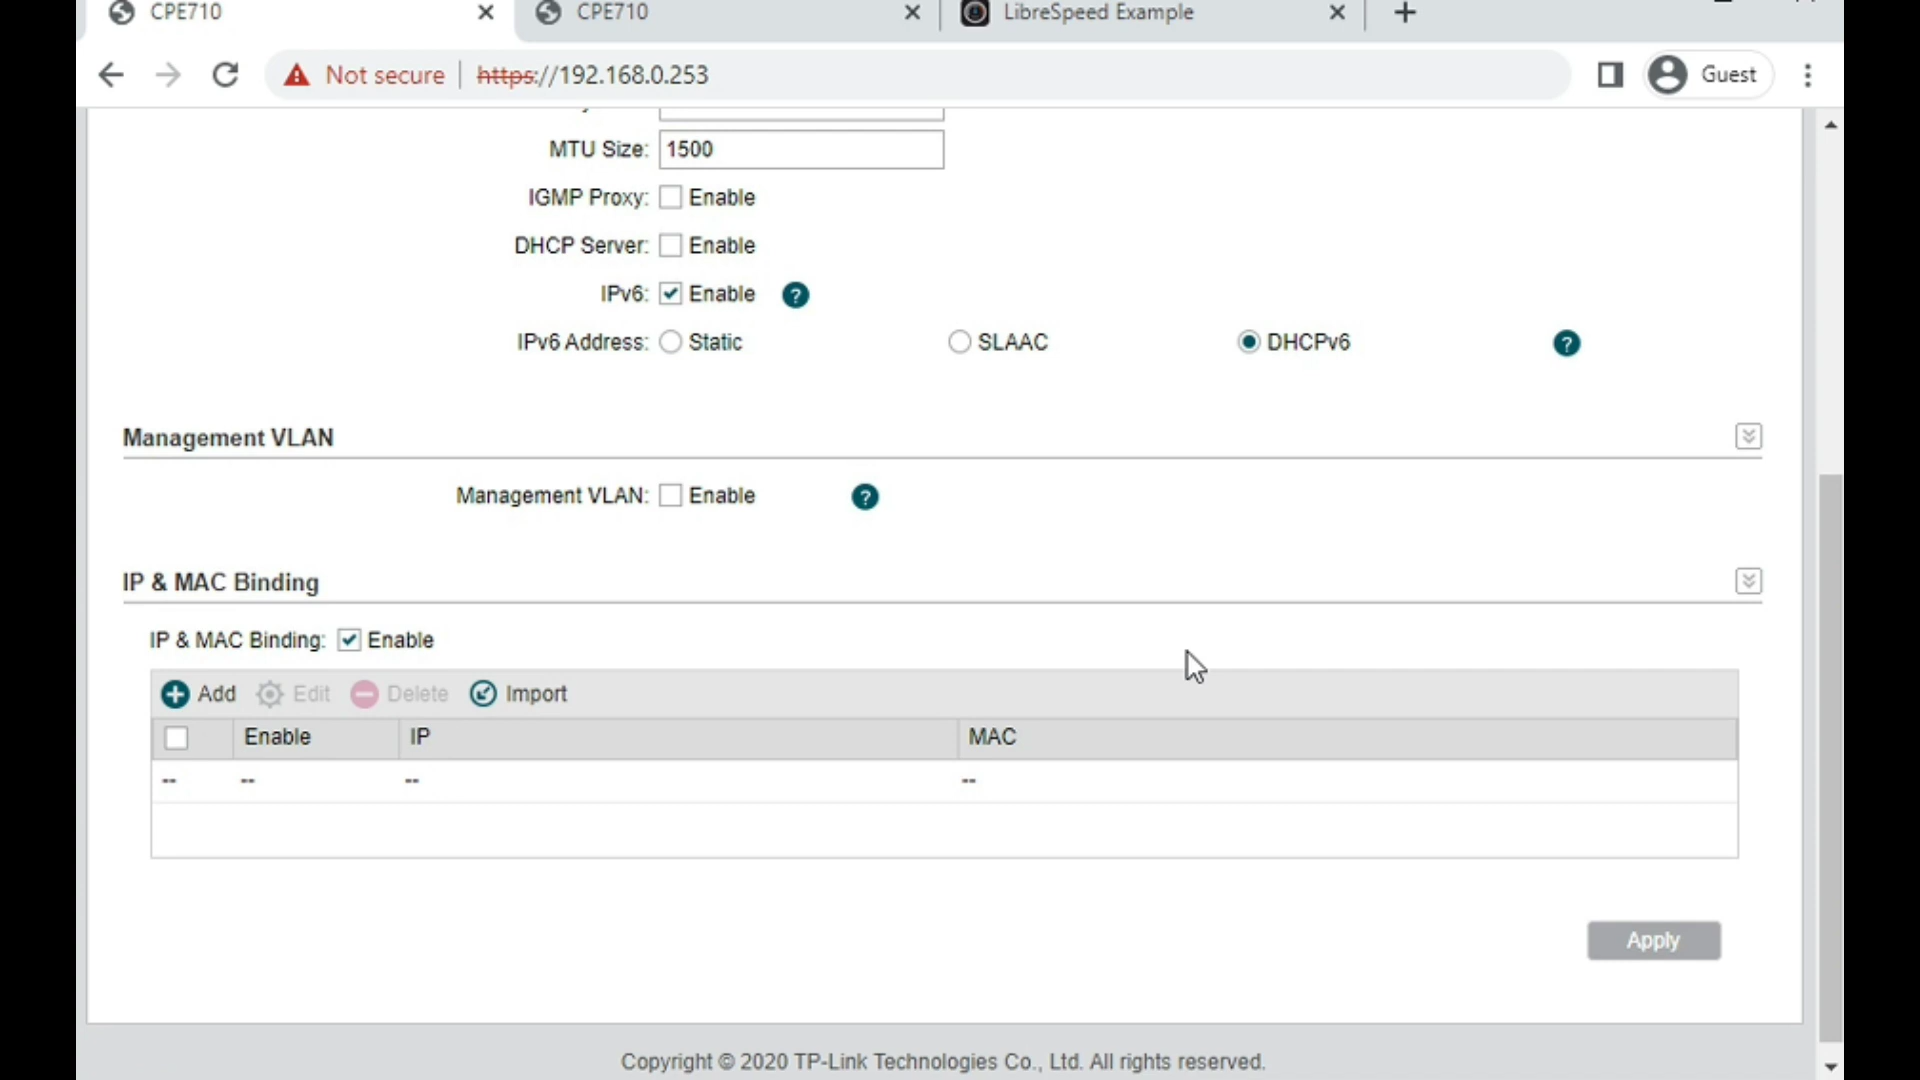 CPE710
CPE710
LibreSpeed Example
Not secure
https://192.168.0.253
Guest
MTU Size: 1500
IGMP Proxy: Enable
DHCP Server: Enable
IPv6: Enable ?
IPv6 Address: Static SLAAC DHCPv6 ?
Management VLAN
Management VLAN: Enable ?
IP & MAC Binding
IP & MAC Binding: Enable
Add Edit Delete Import
Enable IP MAC
-- -- -- --
Apply
Copyright © 2020 TP-Link Technologies Co., Ltd. All rights reserved.